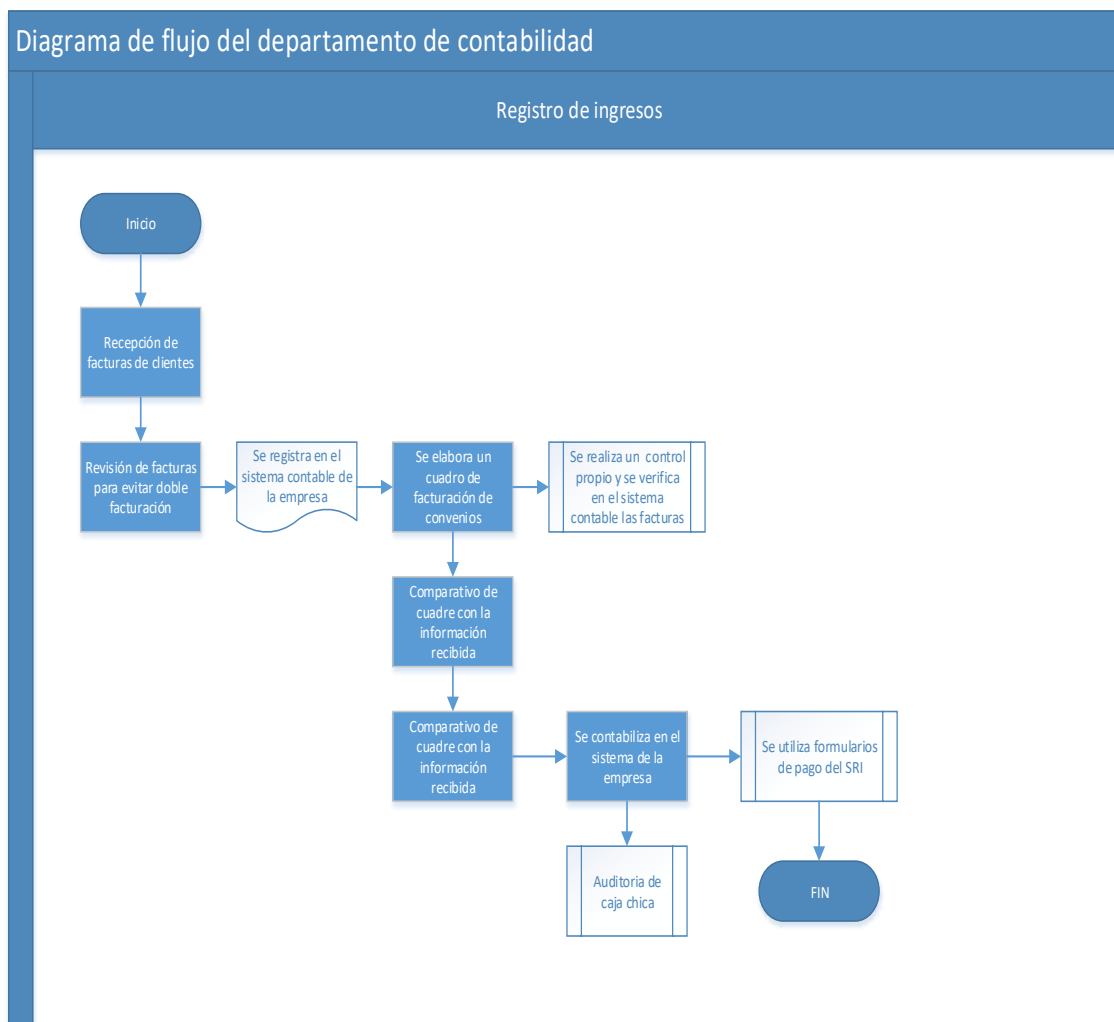 Diagrama de flujo del departamento de contabilidad
Registro de ingresos
Inicio
Recepción de
facturas de clientes
Revisión de facturas
para evitar doble
facturación
Se registra en el
sistema contable de
la empresa
Se elabora un
cuadro de
facturación de
convenios
Se realiza un control
propio y se verifica
en el sistema
contable las facturas
Comparativo de
cuadre con la
información
recibida
Comparativo de
cuadre con la
información
recibida
Se contabiliza en el
sistema de la
empresa
Se utiliza formularios
de pago del SRI
Auditoria de
caja chica
FIN